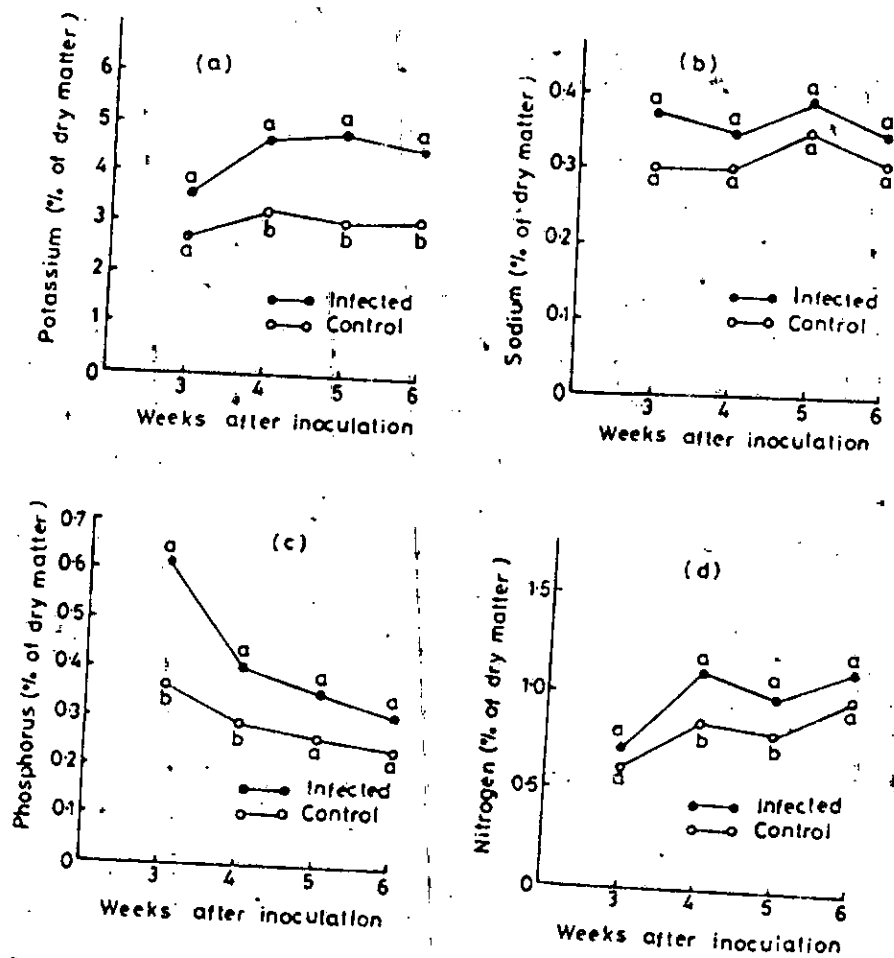 (a)
Potassium (% of dry matter)
6
5
4
3
2
1
0
a
a
a
a
a
b
b
b
Infected
Control
3 4 5 6
Weeks after inoculation
(b)
Sodium (% of dry matter)
0.4
0.3
0.2
0.1
0
a
a
a
a
a
a
a
a
Infected
Control
2 3 4 5 6
Weeks after inoculation
(c)
Phosphorus (% of dry matter)
0.7
0.6
0.5
0.4
0.3
0.2
0.1
0
a
a
a
a
b
b
a
a
Infected
Control
3 4 5 6
Weeks after inoculation
(d)
Nitrogen (% of dry matter)
1.5
1.0
0.5
0
a
a
a
a
a
b
b
a
Infected
Control
3 4 5 6
Weeks after inoculation